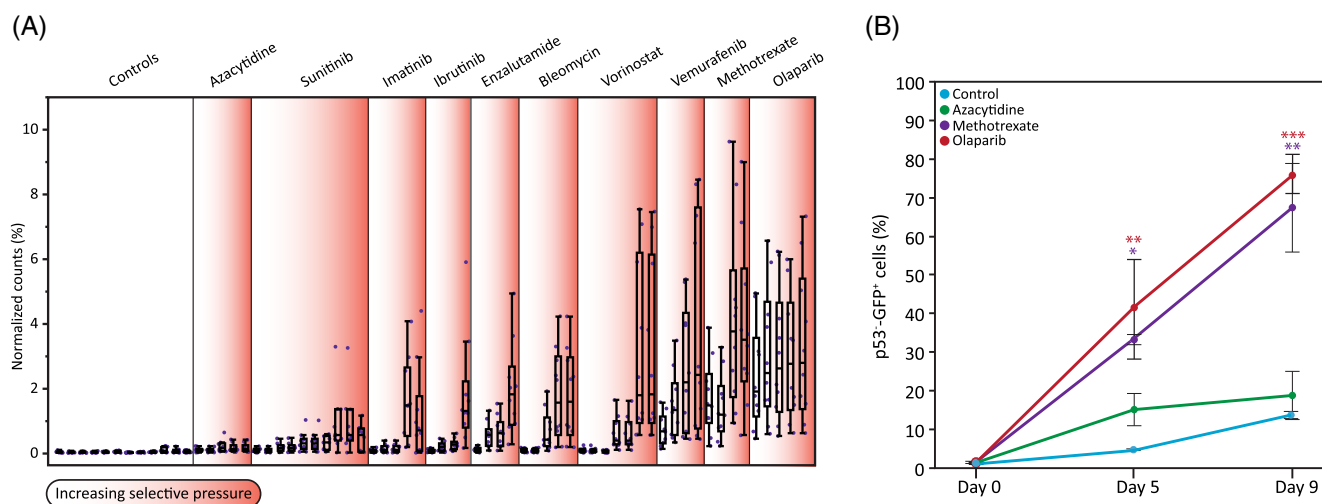 (A)
Controls
Azacytidine
Sunitinib
Imatinib
Ibrutinib
Enzalutamide
Bleomycin
Vorinostat
Vemurafenib
Methotrexate
Olaparib
Normalized counts (%)
10
8
6
4
2
0
Increasing selective pressure
(B)
p53⁻-GFP⁺ cells (%)
100
90
80
70
60
50
40
30
20
10
0
Control
Azacytidine
Methotrexate
Olaparib
**
*
***
**
Day 0
Day 5
Day 9